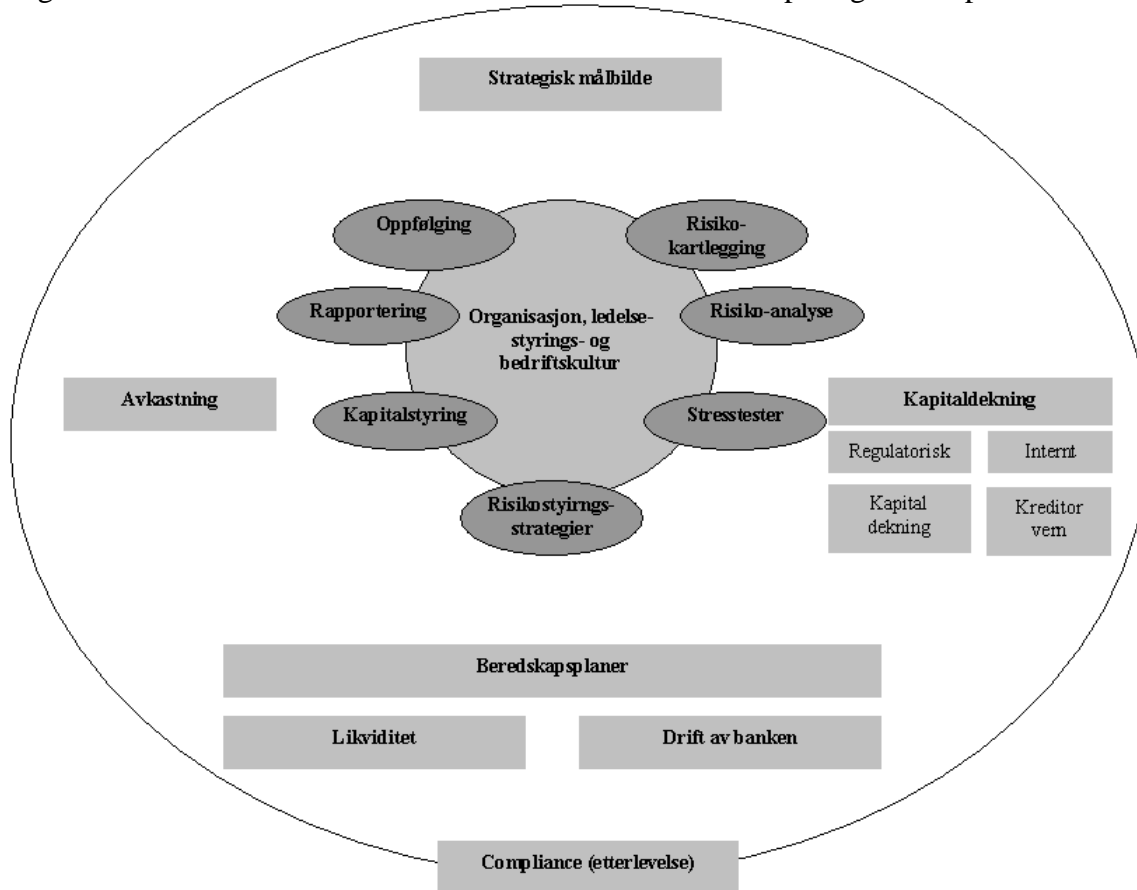 Strategisk målbilde
Oppfølging
Risiko-
kartlegging
Rapportering
Organisasjon, ledelse-
styrings- og
bedriftskultur
Risiko-analyse
Avkastning
Kapitalstyring
Stresstester
Kapitaldekning
Regulatorisk
Internt
Kapital
dekning
Kreditor
vern
Risikostyirngs-
strategier
Beredskapsplaner
Likviditet
Drift av banken
Compliance (etterlevelse)